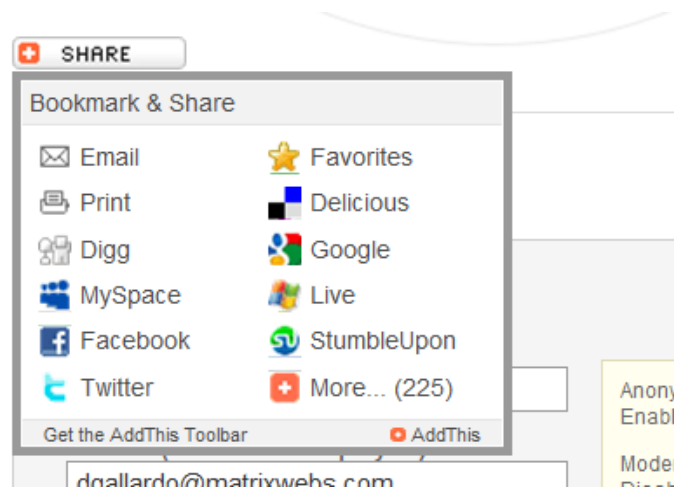 SHARE
Bookmark & Share
Email Favorites
Print Delicious
Digg Google
MySpace Live
Facebook StumbleUpon
Twitter More... (225)
Get the AddThis Toolbar AddThis
dgallardo@matrixwebs.com